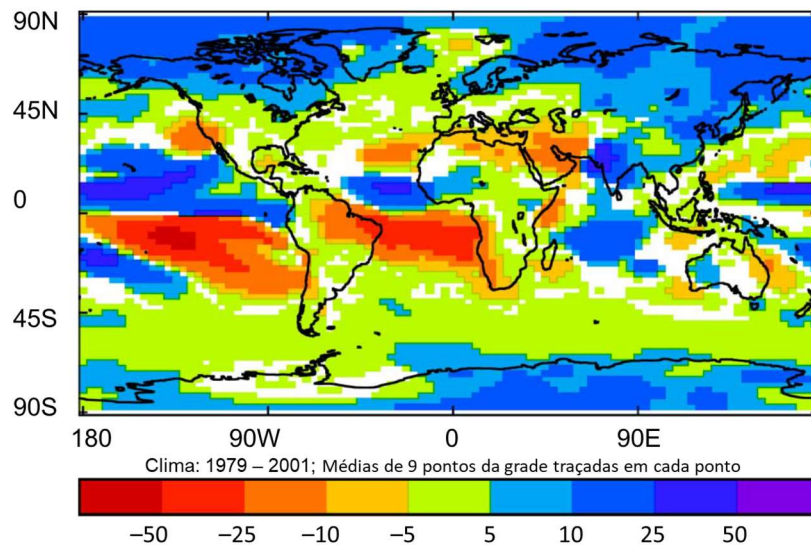 90N
45N
0
45S
90S
180 90W 0 90E
Clima: 1979 – 2001; Médias de 9 pontos da grade traçadas em cada ponto
–50 –25 –10 –5 5 10 25 50